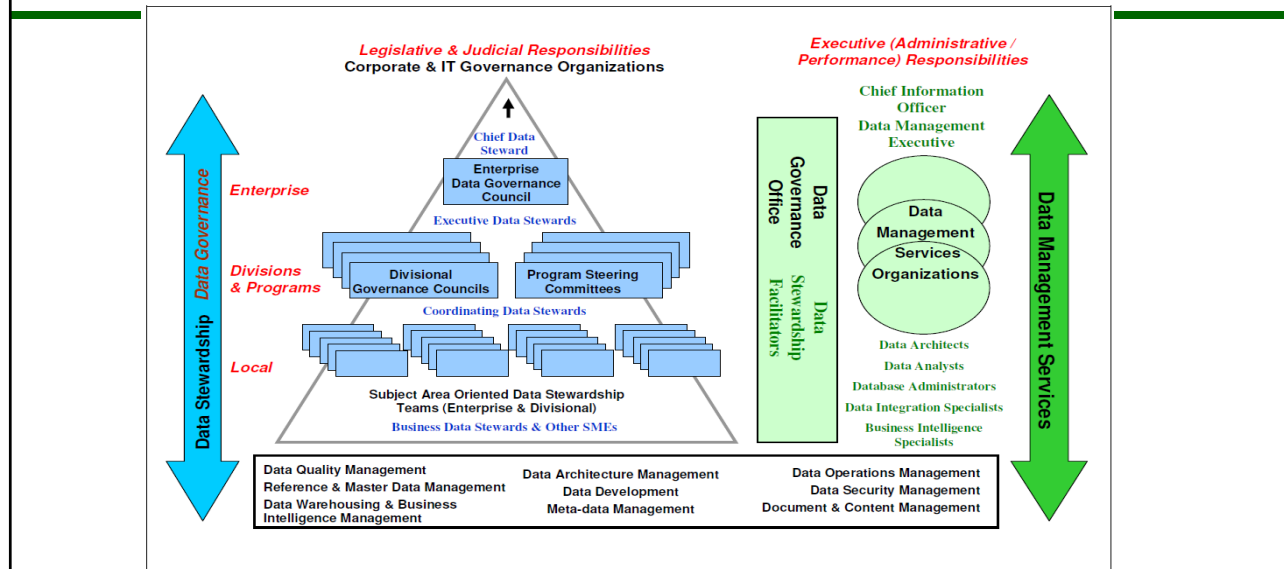 Legislative & Judicial Responsibilities
Corporate & IT Governance Organizations
Executive (Administrative /
Performance) Responsibilities
Data Stewardship Data Governance
Enterprise
Divisions
& Programs
Local
Chief Data
Steward
Enterprise
Data Governance
Council
Executive Data Stewards
Divisional
Governance Councils
Program Steering
Committees
Coordinating Data Stewards
Subject Area Oriented Data Stewardship
Teams (Enterprise & Divisional)
Business Data Stewards & Other SMEs
Data
Governance
Office
Data
Stewardship
Facilitators
Chief Information
Officer
Data Management
Executive
Data
Management
Services
Organizations
Data Architects
Data Analysts
Database Administrators
Data Integration Specialists
Business Intelligence
Specialists
Data Management Services
Data Quality Management
Reference & Master Data Management
Data Warehousing & Business
Intelligence Management
Data Architecture Management
Data Development
Meta-data Management
Data Operations Management
Data Security Management
Document & Content Management